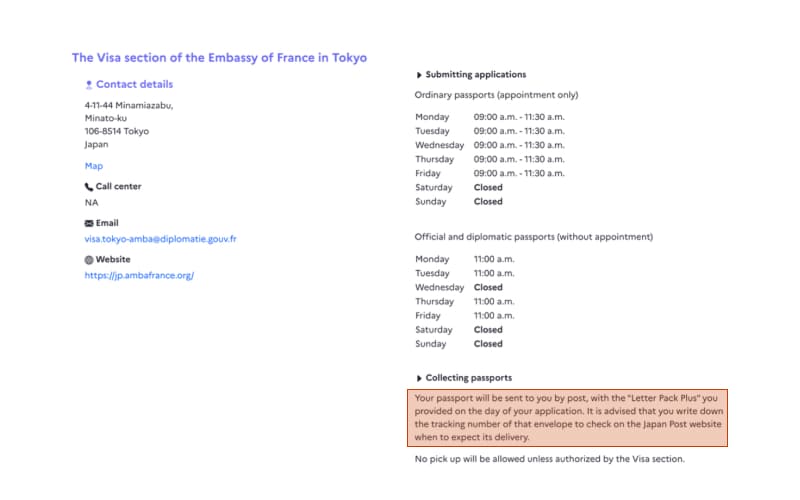 The Visa section of the Embassy of France in Tokyo
Contact details
4-11-44 Minamiazabu,
Minato-ku
106-8514 Tokyo
Japan
Map
Call center
NA
Email
visa.tokyo-amba@diplomatie.gouv.fr
Website
https://jp.ambafrance.org/
Submitting applications
Ordinary passports (appointment only)
Monday 09:00 a.m. - 11:30 a.m.
Tuesday 09:00 a.m. - 11:30 a.m.
Wednesday 09:00 a.m. - 11:30 a.m.
Thursday 09:00 a.m. - 11:30 a.m.
Friday 09:00 a.m. - 11:30 a.m.
Saturday Closed
Sunday Closed
Official and diplomatic passports (without appointment)
Monday 11:00 a.m.
Tuesday 11:00 a.m.
Wednesday Closed
Thursday 11:00 a.m.
Friday 11:00 a.m.
Saturday Closed
Sunday Closed
Collecting passports
Your passport will be sent to you by post, with the "Letter Pack Plus" you
provided on the day of your application. It is advised that you write down
the tracking number of that envelope to check on the Japan Post website
when to expect its delivery.
No pick up will be allowed unless authorized by the Visa section.